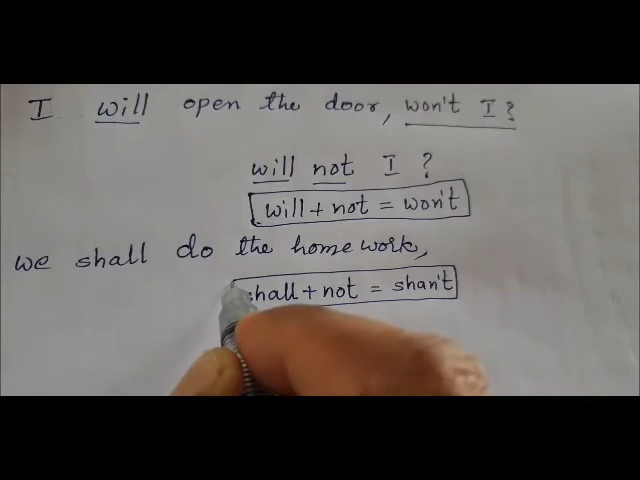 I will open the door, won't I?
will not I?
will + not = won't
we shall do the home work,
shall + not = shan't